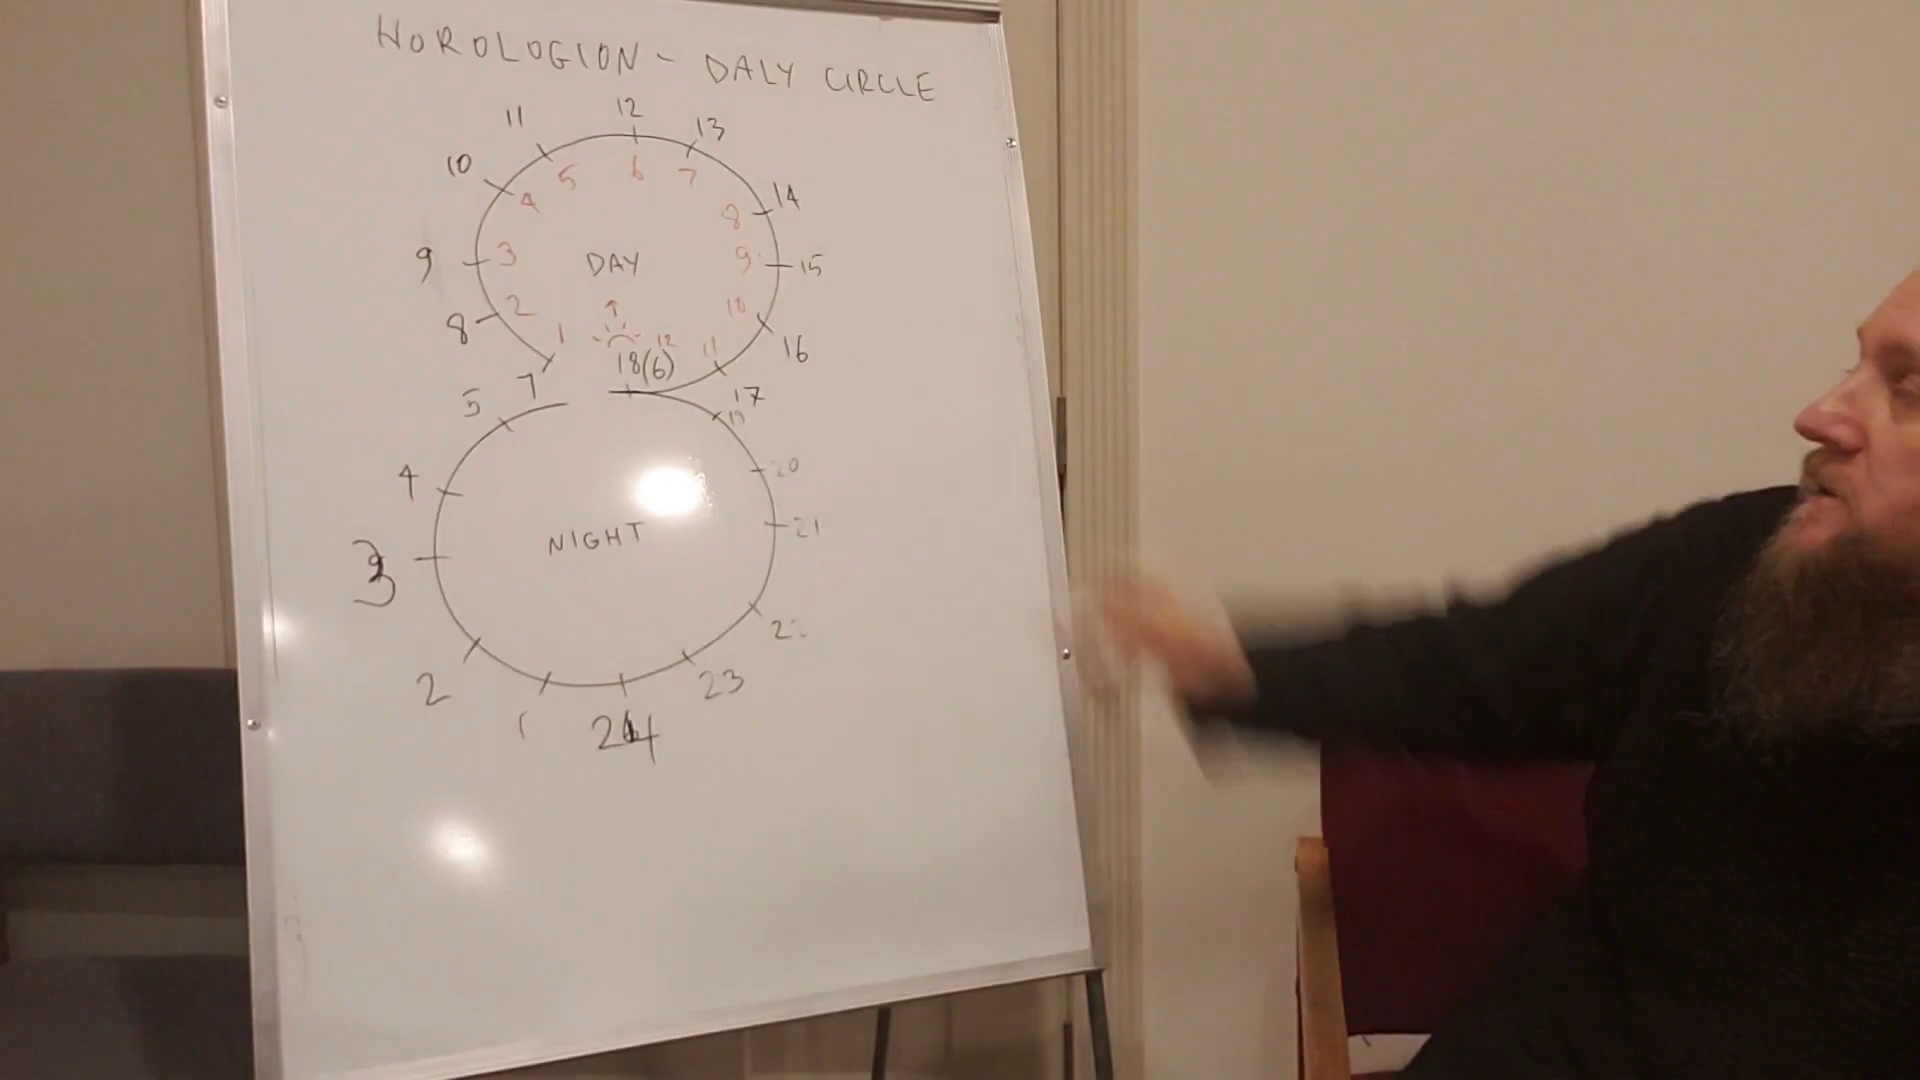 HOROLOGION - DALY CIRCLE
11 12 13
10 14
5 6 7
4 8
9 3 DAY 9 15
8 2 10 16
1 12 11
7 18(6) 17
5 19
4 20
3 NIGHT 21
2 1 24 23